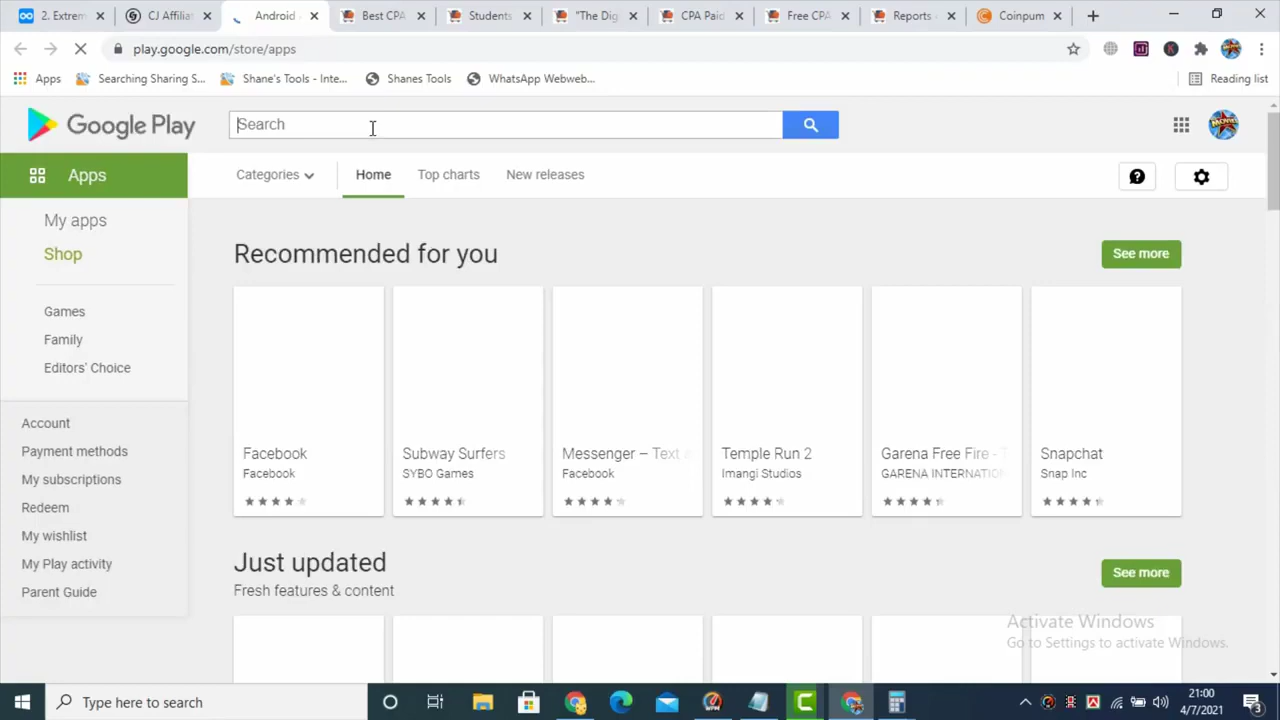 2. Extrem
CJ Affilia
Android
Best CPA
Students
"The Dig
CPA Paid
Free CPA
Reports -
Coinpum
play.google.com/store/apps
Apps
Searching Sharing S...
Shane's Tools - Inte...
Shanes Tools
WhatsApp Webweb...
Reading list
Google Play
Search
Apps
Categories
Home
Top charts
New releases
My apps
Shop
Games
Family
Editors' Choice
Account
Payment methods
My subscriptions
Redeem
My wishlist
My Play activity
Parent Guide
Recommended for you
See more
Facebook
Facebook
Subway Surfers
SYBO Games
Messenger – Text a
Facebook
Temple Run 2
Imangi Studios
Garena Free Fire - T
GARENA INTERNATION
Snapchat
Snap Inc
Just updated
Fresh features & content
See more
Activate Windows
Go to Settings to activate Windows.
Type here to search
21:00
4/7/2021
3